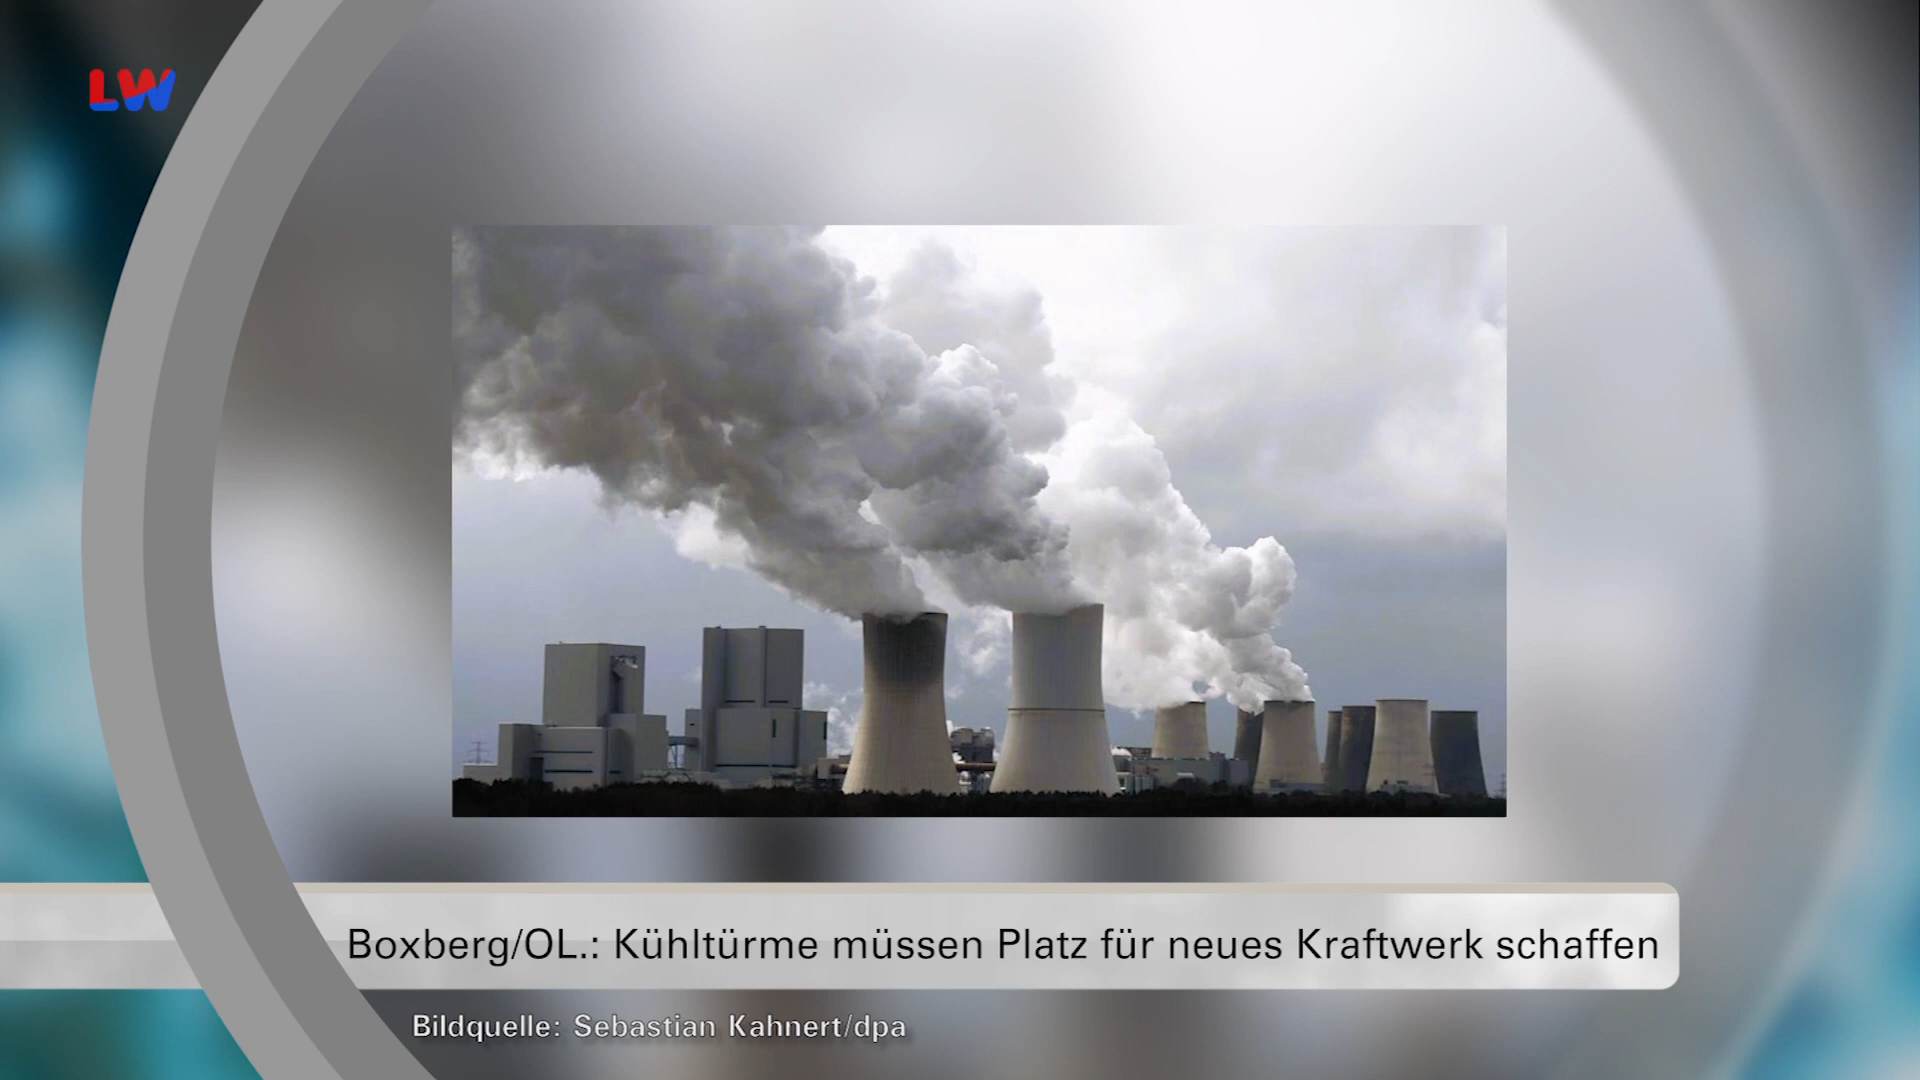 LW
Boxberg/OL.: Kühltürme müssen Platz für neues Kraftwerk schaffen
Bildquelle: Sebastian Kahnert/dpa